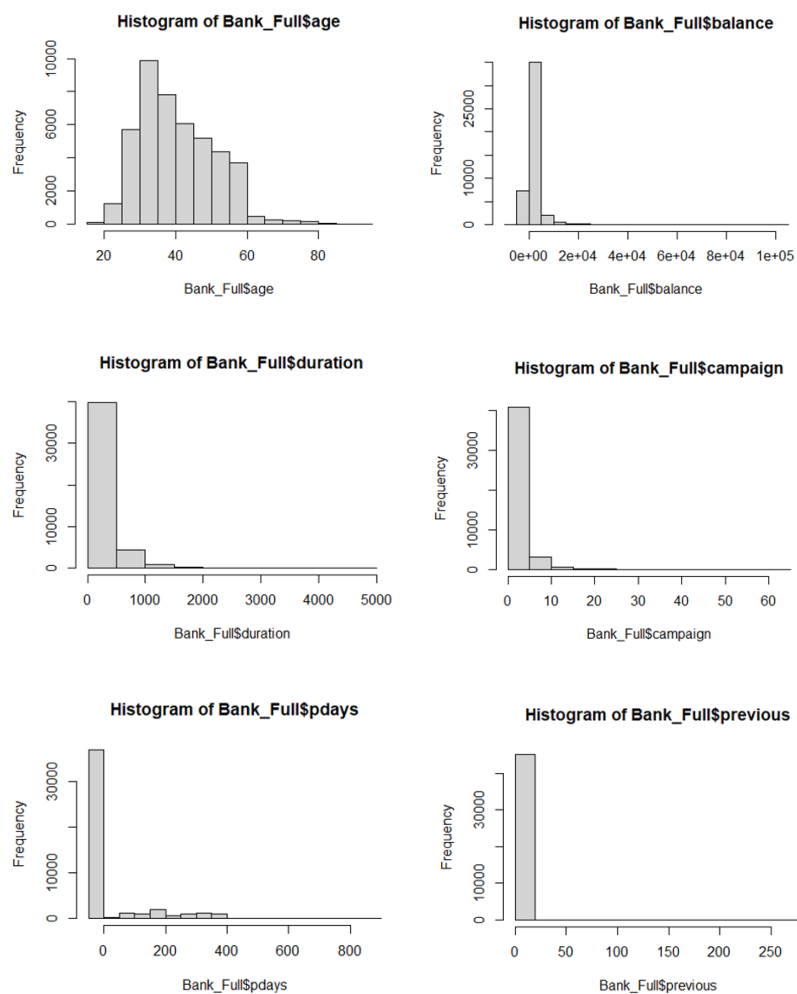 Histogram of Bank_Full$age
Frequency
0 2000 6000 10000
20 40 60 80
Bank_Full$age
Histogram of Bank_Full$balance
Frequency
0 10000 25000
0e+00 2e+04 4e+04 6e+04 8e+04 1e+05
Bank_Full$balance
Histogram of Bank_Full$duration
Frequency
0 10000 30000
0 1000 2000 3000 4000 5000
Bank_Full$duration
Histogram of Bank_Full$campaign
Frequency
0 10000 30000
0 10 20 30 40 50 60
Bank_Full$campaign
Histogram of Bank_Full$pdays
Frequency
0 10000 30000
0 200 400 600 800
Bank_Full$pdays
Histogram of Bank_Full$previous
Frequency
0 10000 30000
0 50 100 150 200 250
Bank_Full$previous